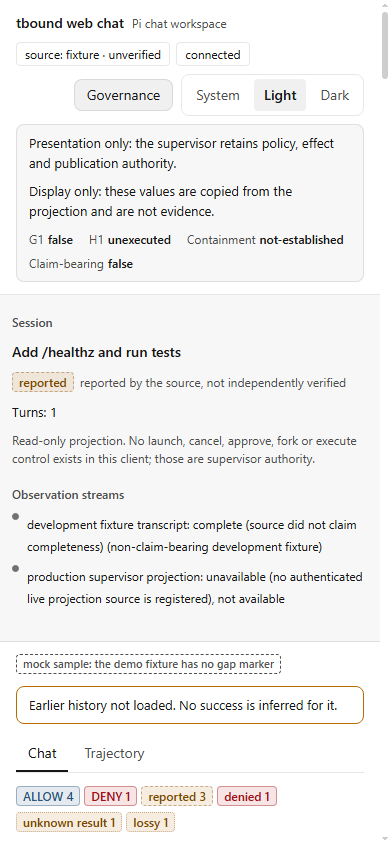 tbound web chat Pi chat workspace
source: fixture · unverified connected
Governance System Light Dark
Presentation only: the supervisor retains policy, effect
and publication authority.
Display only: these values are copied from the
projection and are not evidence.
G1 false H1 unexecuted Containment not-established
Claim-bearing false
Session
Add /healthz and run tests
reported reported by the source, not independently verified
Turns: 1
Read-only projection. No launch, cancel, approve, fork or execute
control exists in this client; those are supervisor authority.
Observation streams
development fixture transcript: complete (source did not claim
completeness) (non-claim-bearing development fixture)
production supervisor projection: unavailable (no authenticated
live projection source is registered), not available
mock sample: the demo fixture has no gap marker
Earlier history not loaded. No success is inferred for it.
Chat Trajectory
ALLOW 4 DENY 1 reported 3 denied 1
unknown result 1 lossy 1